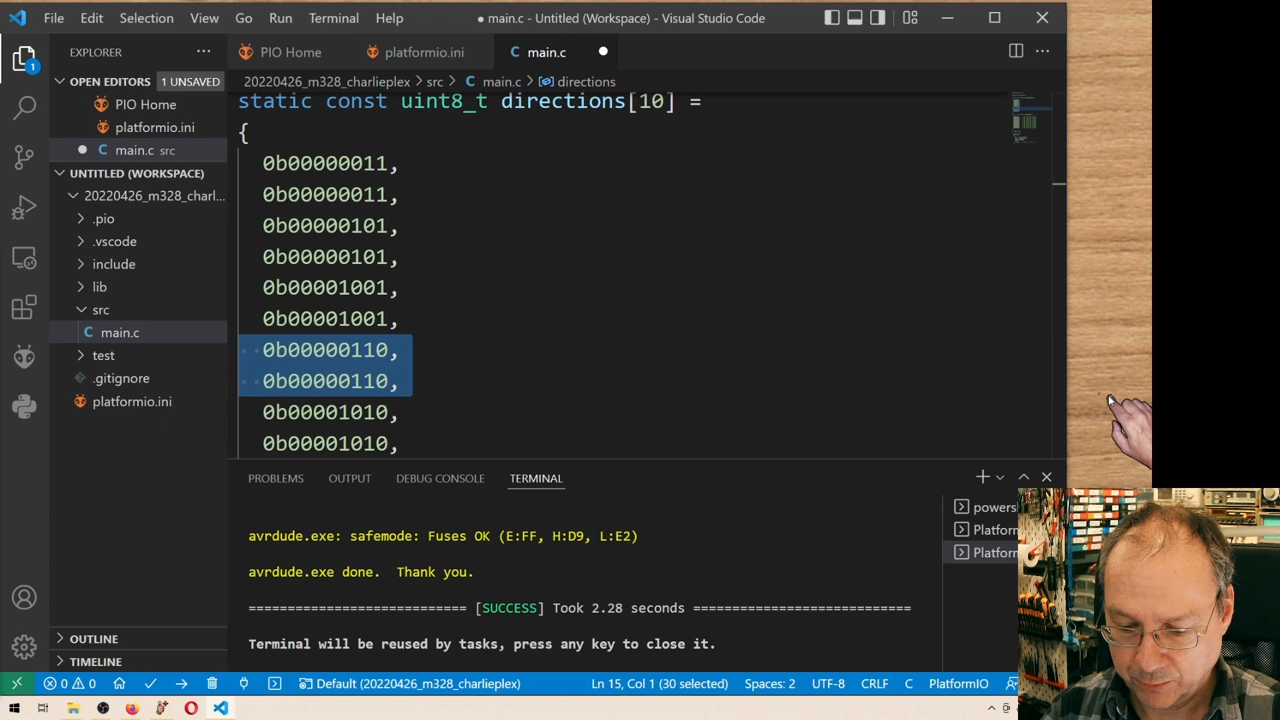 File Edit Selection View Go Run Terminal Help
● main.c - Untitled (Workspace) - Visual Studio Code
EXPLORER
OPEN EDITORS 1 UNSAVED
PIO Home
platformio.ini
main.c src
UNTITLED (WORKSPACE)
20220426_m328_charl...
.pio
.vscode
include
lib
src
main.c
test
.gitignore
platformio.ini
OUTLINE
TIMELINE
1
PIO Home platformio.ini main.c
20220426_m328_charlieplex > src > main.c > directions
static const uint8_t directions[10] =
{
0b00000011,
0b00000011,
0b00000101,
0b00000101,
0b00001001,
0b00001001,
0b00000110,
0b00000110,
0b00001010,
0b00001010,
PROBLEMS OUTPUT DEBUG CONSOLE TERMINAL
avrdude.exe: safemode: Fuses OK (E:FF, H:D9, L:E2)
avrdude.exe done. Thank you.
=========================== [SUCCESS] Took 2.28 seconds ===========================
Terminal will be reused by tasks, press any key to close it.
powers
Platforn
Platforn
0 0 Default (20220426_m328_charlieplex) Ln 15, Col 1 (30 selected) Spaces: 2 UTF-8 CRLF C PlatformIO